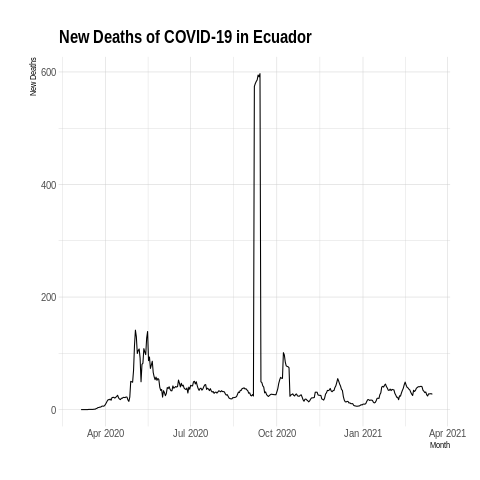 New Deaths of COVID-19 in Ecuador
New Deaths
600
400
200
0
Apr 2020
Jul 2020
Oct 2020
Jan 2021
Apr 2021
Month